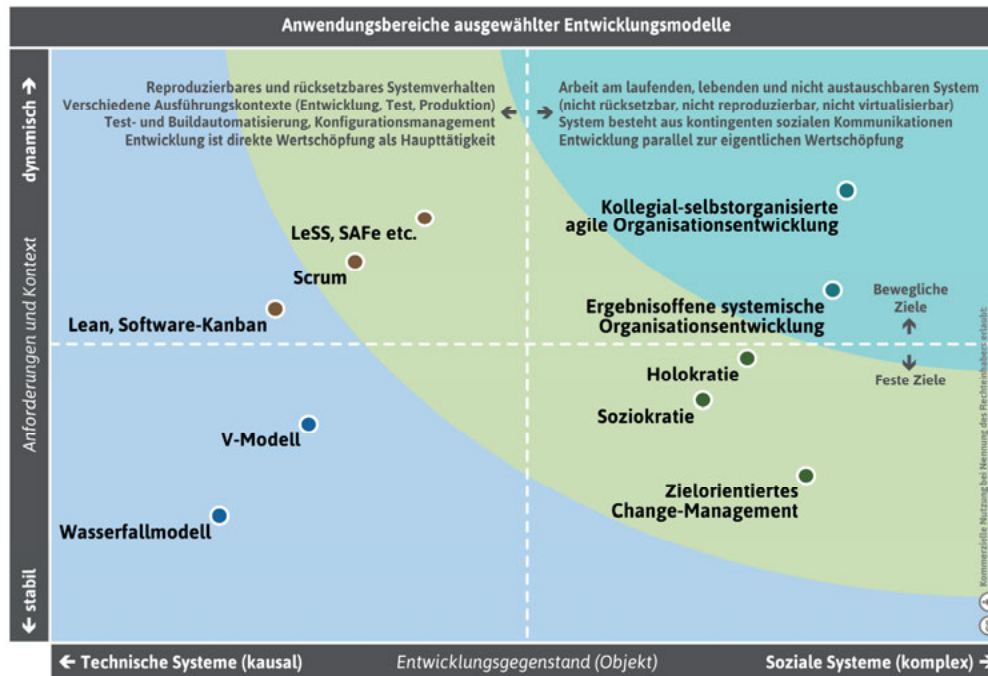 Anwendungsbereiche ausgewählter Entwicklungsmodelle
Reproduzierbares und rücksetzbares Systemverhalten
Verschiedene Ausführungskontexte (Entwicklung, Test, Produktion)
Test- und Buildautomatisierung, Konfigurationsmanagement
Entwicklung ist direkte Wertschöpfung als Haupttätigkeit
← →
Arbeit am laufenden, lebenden und nicht austauschbaren System
(nicht rücksetzbar, nicht reproduzierbar, nicht virtualisierbar)
System besteht aus kontingenten sozialen Kommunikationen
Entwicklung parallel zur eigentlichen Wertschöpfung
dynamisch →
Anforderungen und Kontext
← stabil
Kollegial-selbstorganisierte
agile Organisationsentwicklung
LeSS, SAFe etc.
Scrum
Lean, Software-Kanban
Ergebnisoffene systemische
Organisationsentwicklung
Bewegliche
Ziele
Feste Ziele
Holokratie
Soziokratie
V-Modell
Zielorientiertes
Change-Management
Wasserfallmodell
Kommerzielle Nutzung bei Nennung des Rechteinhabers erlaubt:
← Technische Systeme (kausal)
Entwicklungsgegenstand (Objekt)
Soziale Systeme (komplex) →